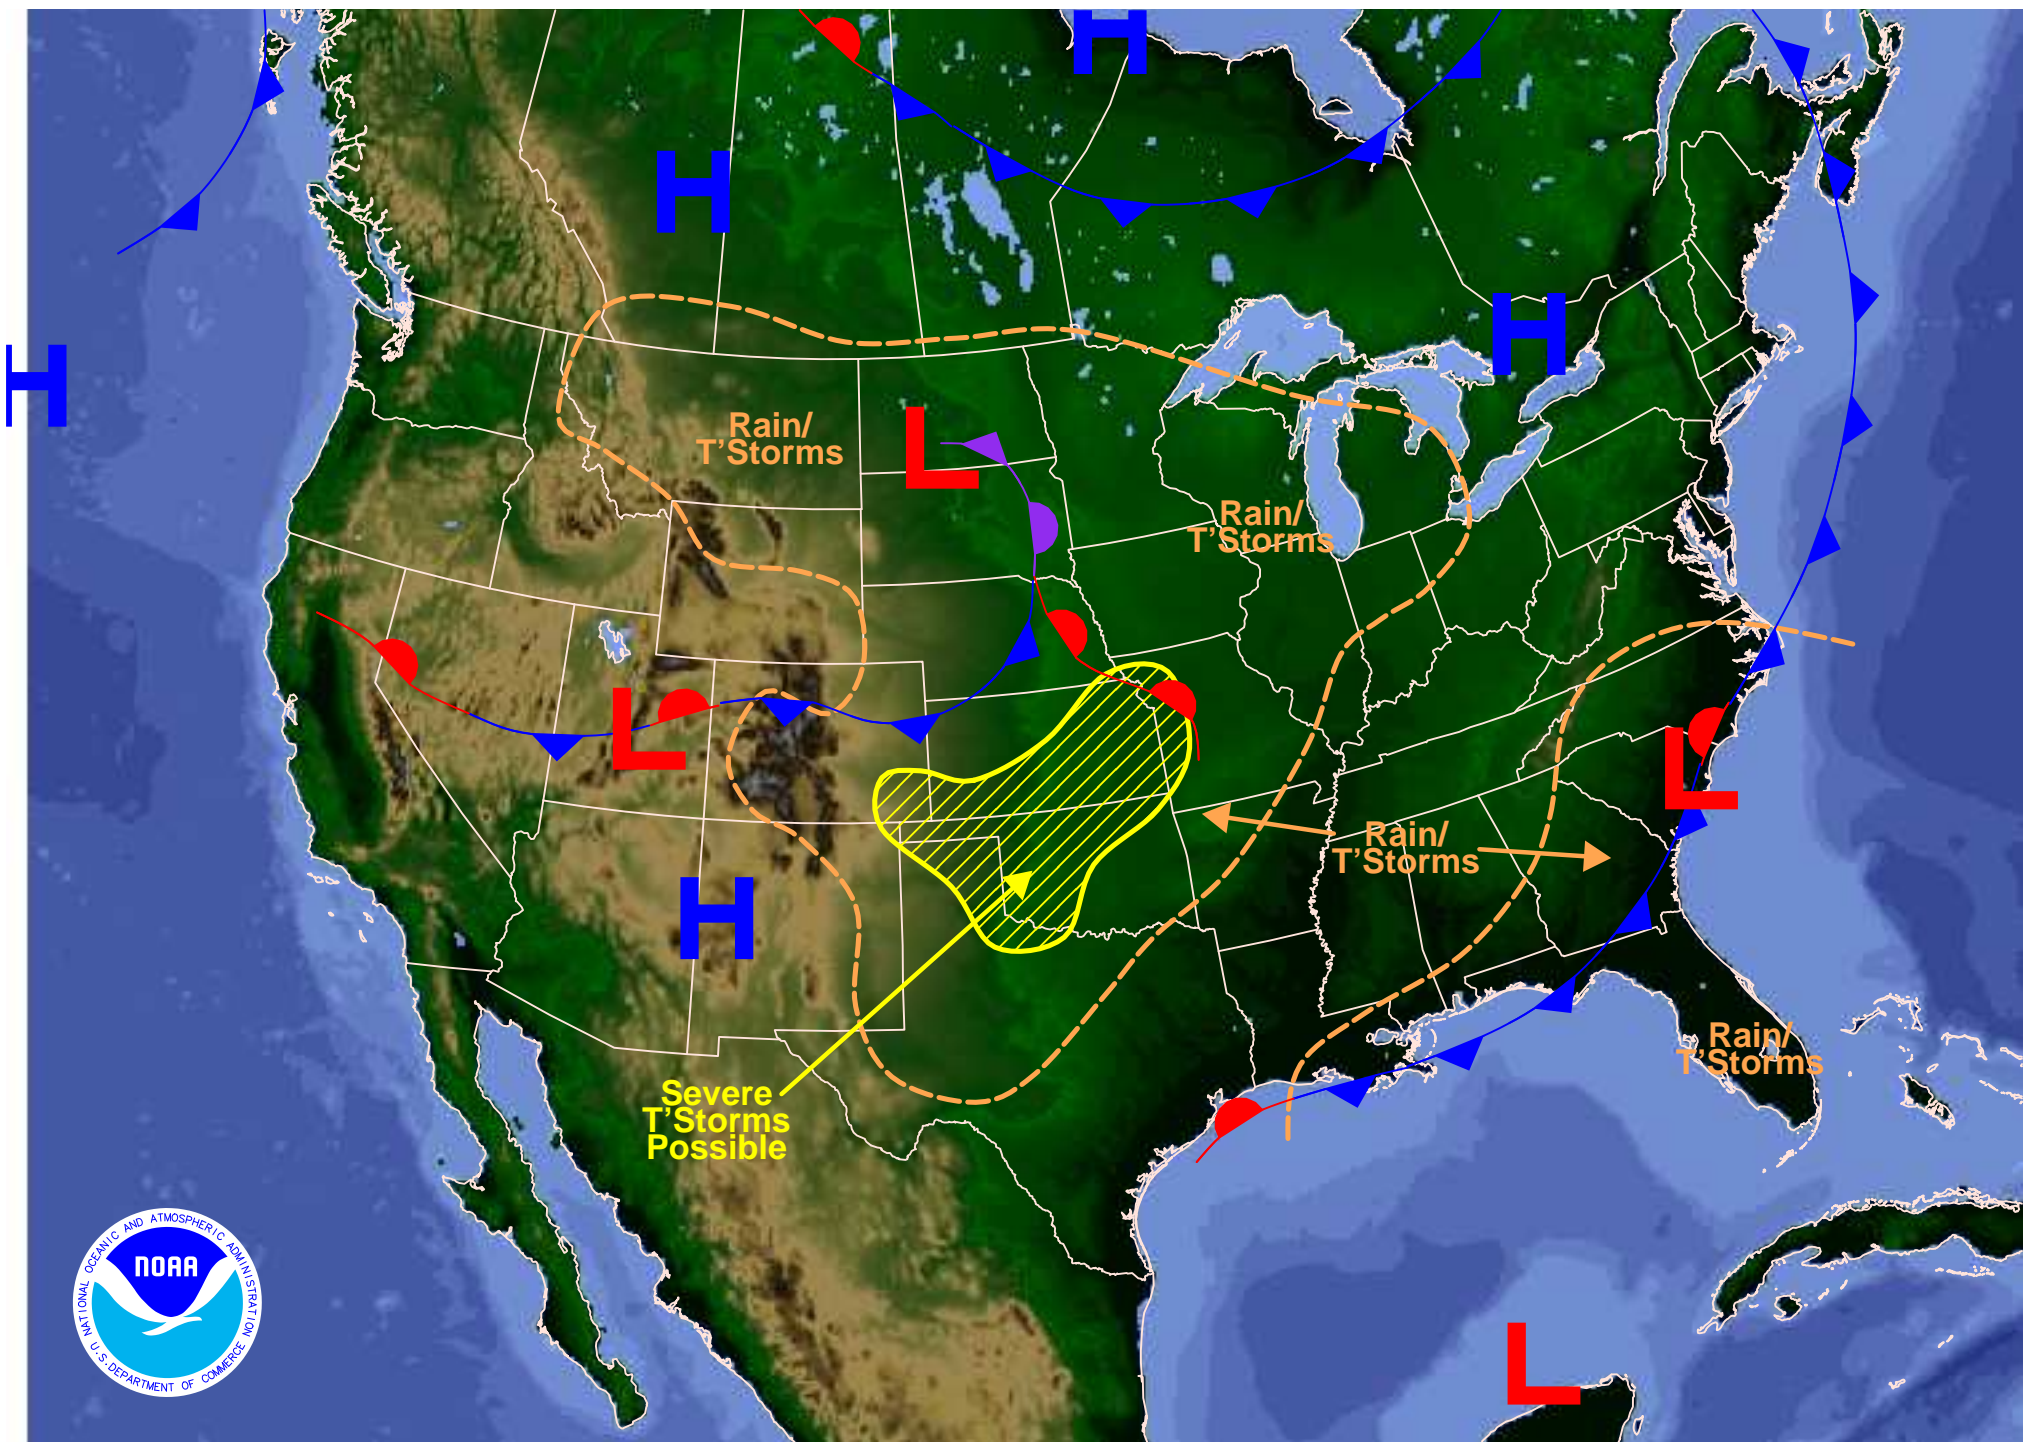 H
H
H
H
Rain/
T'Storms
L
Rain/
T'Storms
L
L
Rain/
T'Storms
H
H
Rain/
T'Storms
Severe
T'Storms
Possible
NATIONAL OCEANIC AND ATMOSPHERIC ADMINISTRATION
NOAA
U.S. DEPARTMENT OF COMMERCE
L